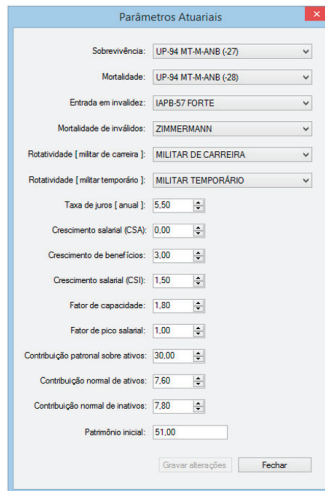 Parâmetros Atuariais
Sobrevivência: UP-94 MT-M-ANB (-27)
Mortalidade: UP-94 MT-M-ANB (-28)
Entrada em invalidez: IAPB-57 FORTE
Mortalidade de inválidos: ZIMMERMANN
Rotatividade [ militar de carreira ]: MILITAR DE CARREIRA
Rotatividade [ militar temporário ]: MILITAR TEMPORÁRIO
Taxa de juros [ anual ]: 5,50
Crescimento salarial (CSA): 0,00
Crescimento de benefícios: 3,00
Crescimento salarial (CSI): 1,50
Fator de capacidade: 1,80
Fator de pico salarial: 1,00
Contribuição patronal sobre ativos: 30,00
Contribuição normal de ativos: 7,60
Contribuição normal de inativos: 7,80
Patrimônio inicial: 51,00
Gravar alterações Fechar